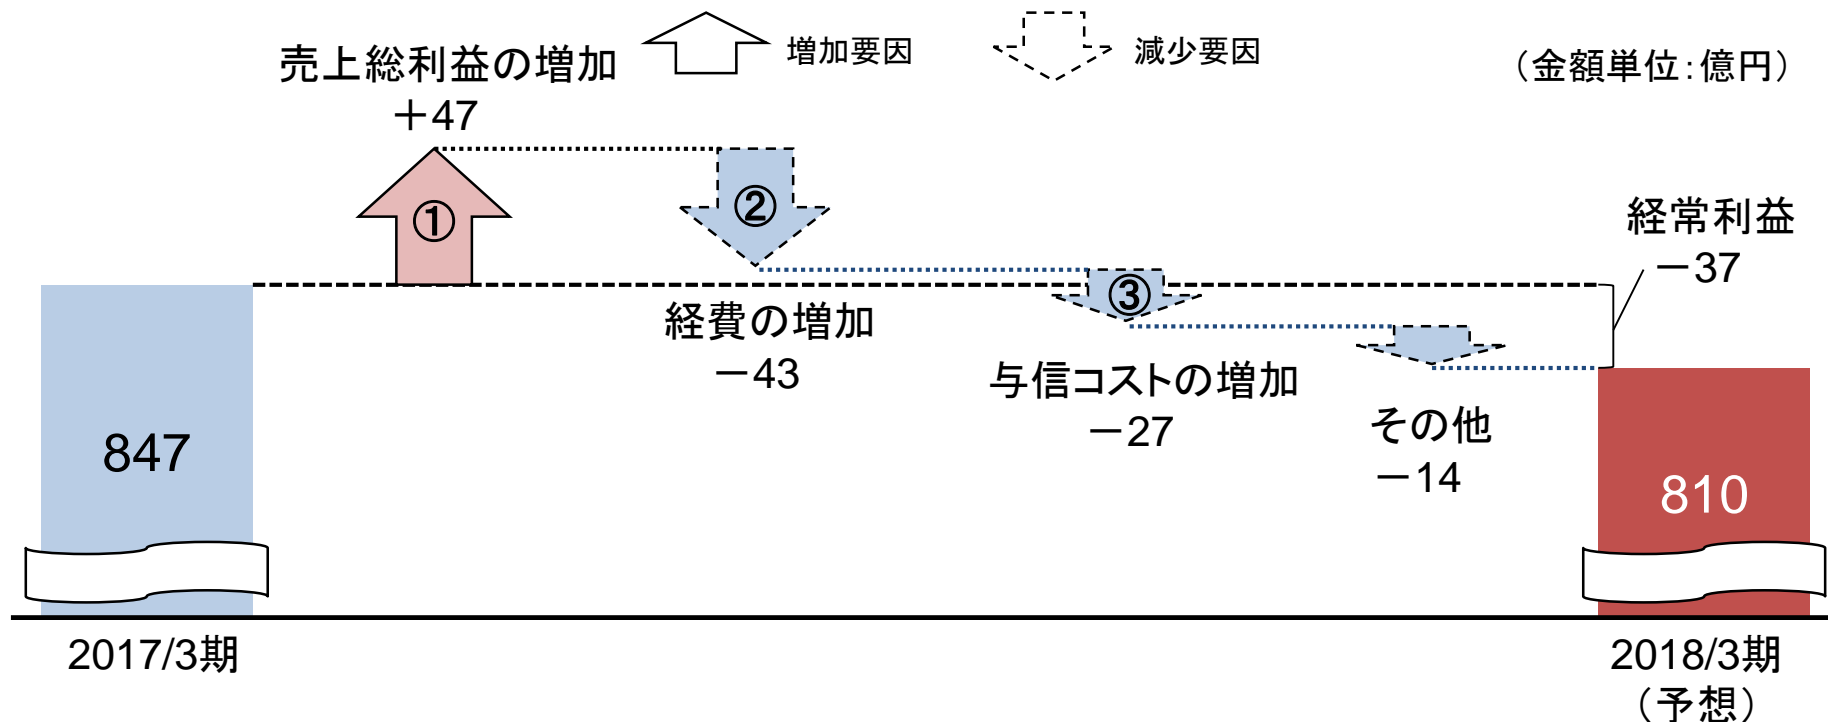 増加要因
減少要因
(金額単位:億円)
売上総利益の増加
+47
①
②
③
経常利益
-37
経費の増加
-43
与信コストの増加
-27
その他
-14
847
810
2017/3期
2018/3期
(予想)